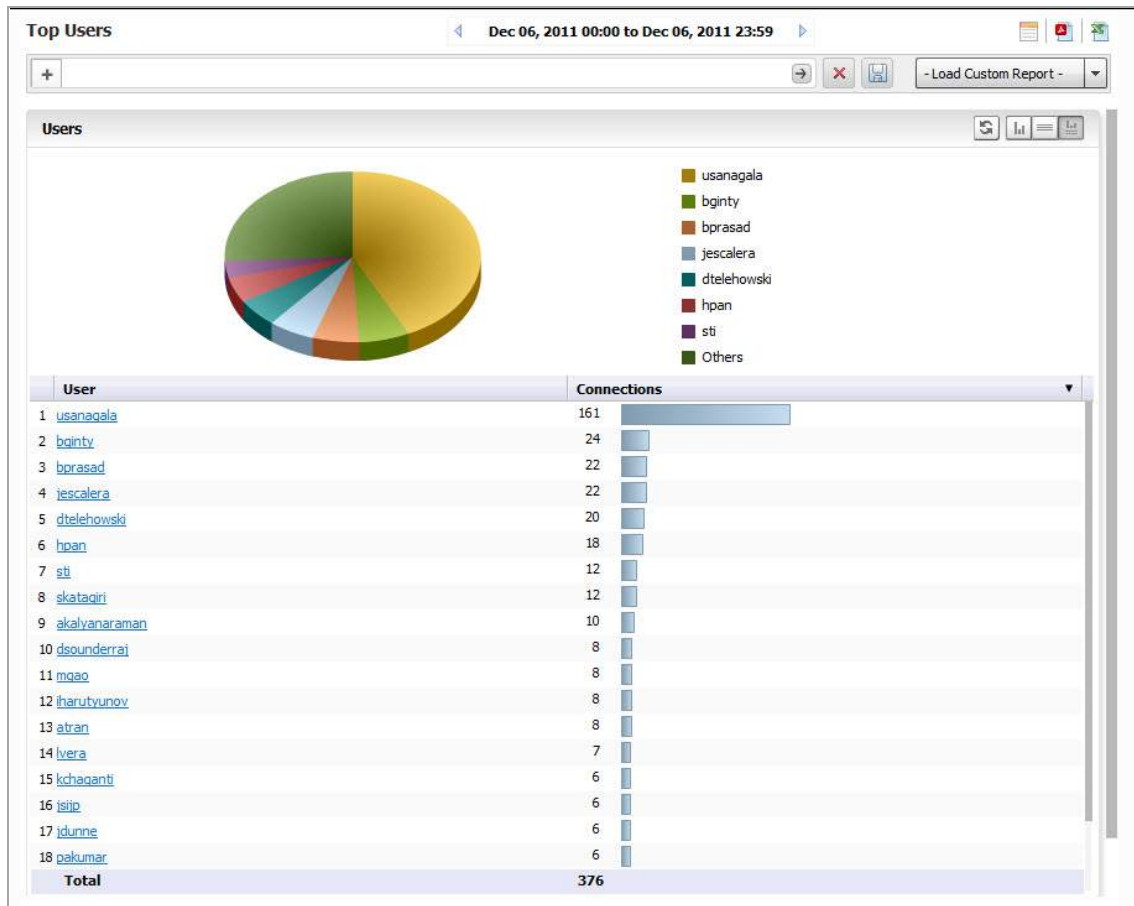 Top Users
Dec 06, 2011 00:00 to Dec 06, 2011 23:59
- Load Custom Report -
Users
usanagala
bginty
bprasad
jescalera
dtelehowski
hpan
sti
Others
User Connections
1 usanagala 161
2 bginty 24
3 bprasad 22
4 jescalera 22
5 dtelehowski 20
6 hpan 18
7 sti 12
8 skatagiri 12
9 akalyanaraman 10
10 dsounderraj 8
11 mgao 8
12 iharutyunov 8
13 atran 8
14 lvera 7
15 kchaganti 6
16 jsijp 6
17 jdunne 6
18 pakumar 6
Total 376